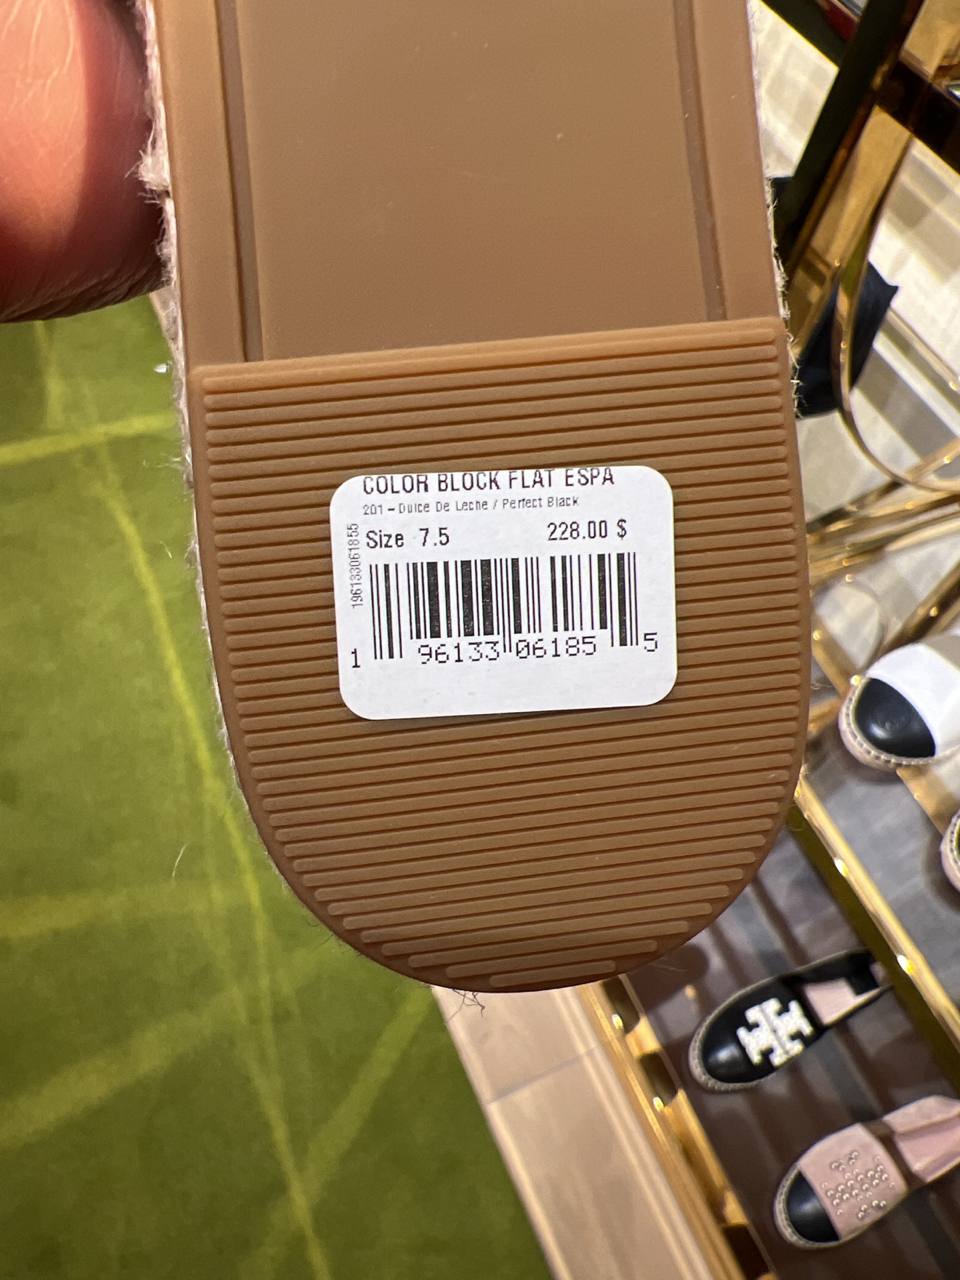 COLOR BLOCK FLAT ESPA
201 - Dulce De Leche / Perfect Black
Size 7.5 228.00 $
196133061855
1 96133 06185 5